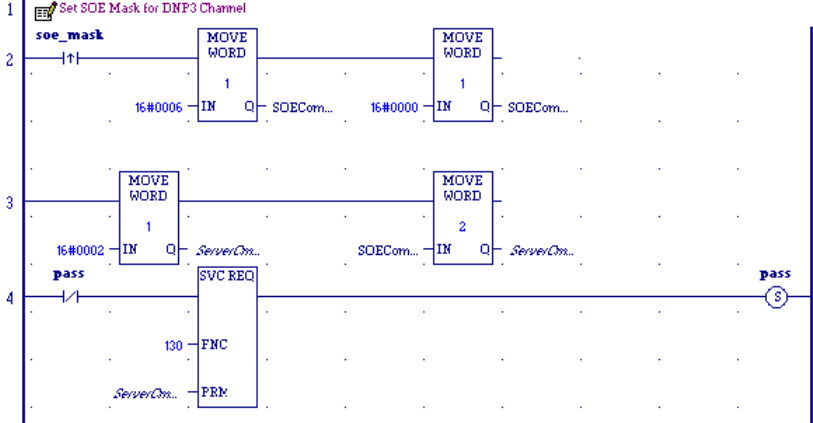 1 Set SOE Mask for DNP3 Channel
soe_mask
2
MOVE WORD
1
16#0006 IN Q SOECom...
MOVE WORD
1
16#0000 IN Q SOECom...
3
MOVE WORD
1
16#0002 IN Q ServerCm...
MOVE WORD
2
SOECom... IN Q ServerCm...
4
pass
SVC REQ
130 FNC
ServerCm... PRM
pass
S